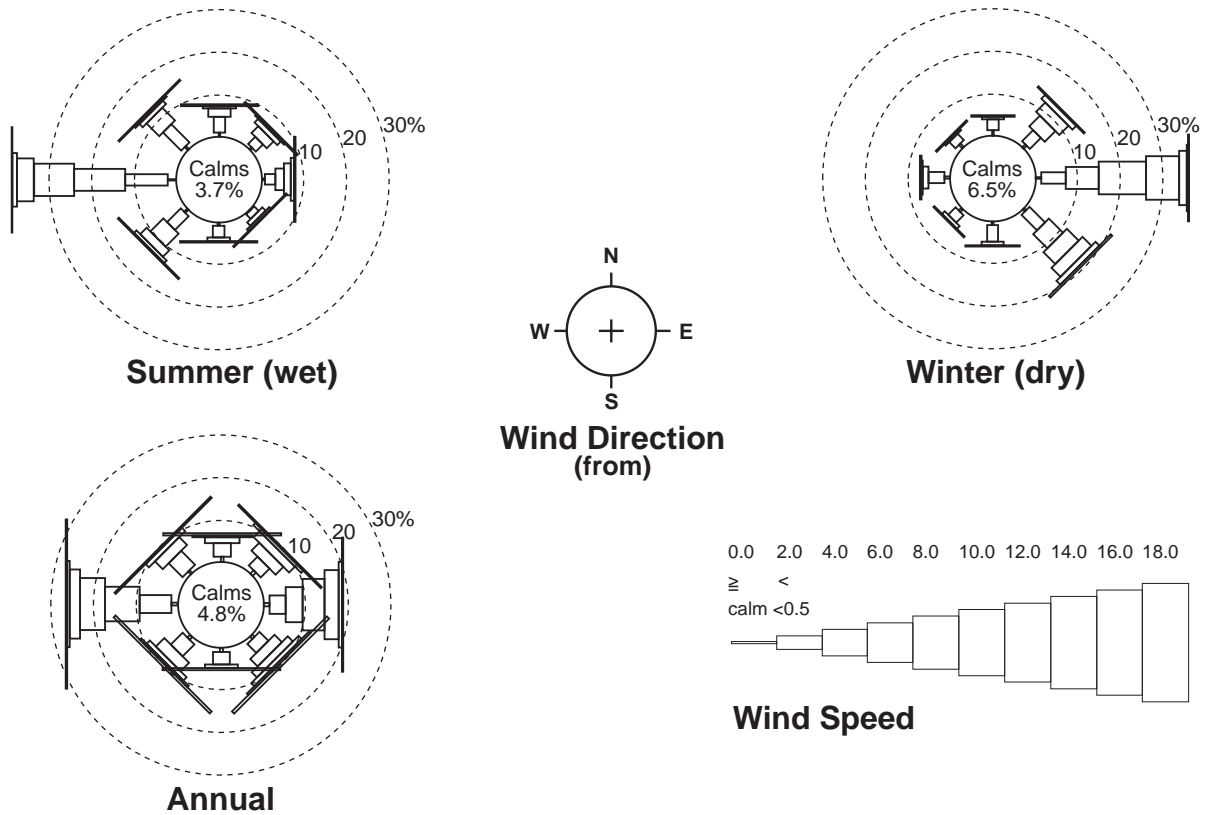 Calms
3.7%
10
20
30%
Summer (wet)
Calms
6.5%
10
20
30%
Winter (dry)
N
W
E
S
Wind Direction
(from)
Calms
4.8%
10
20
30%
Annual
0.0 2.0 4.0 6.0 8.0 10.0 12.0 14.0 16.0 18.0
≥ <
calm <0.5
Wind Speed